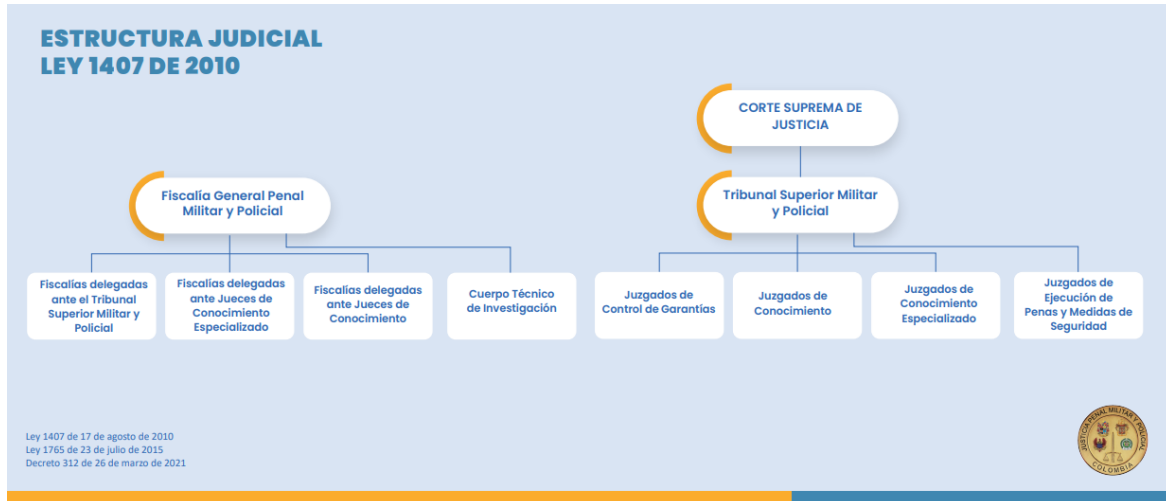 ESTRUCTURA JUDICIAL
LEY 1407 DE 2010
CORTE SUPREMA DE
JUSTICIA
Fiscalía General Penal
Militar y Policial
Tribunal Superior Militar
y Policial
Fiscalías delegadas
ante el Tribunal
Superior Militar y
Policial
Fiscalías delegadas
ante Jueces de
Conocimiento
Especializado
Fiscalías delegadas
ante Jueces de
Conocimiento
Cuerpo Técnico
de Investigación
Juzgados de
Control de Garantías
Juzgados de
Conocimiento
Juzgados de
Conocimiento
Especializado
Juzgados de
Ejecución de
Penas y Medidas de
Seguridad
Ley 1407 de 17 de agosto de 2010
Ley 1765 de 23 de julio de 2015
Decreto 312 de 26 de marzo de 2021
JUSTICIA PENAL MILITAR Y POLICIAL
COLOMBIA